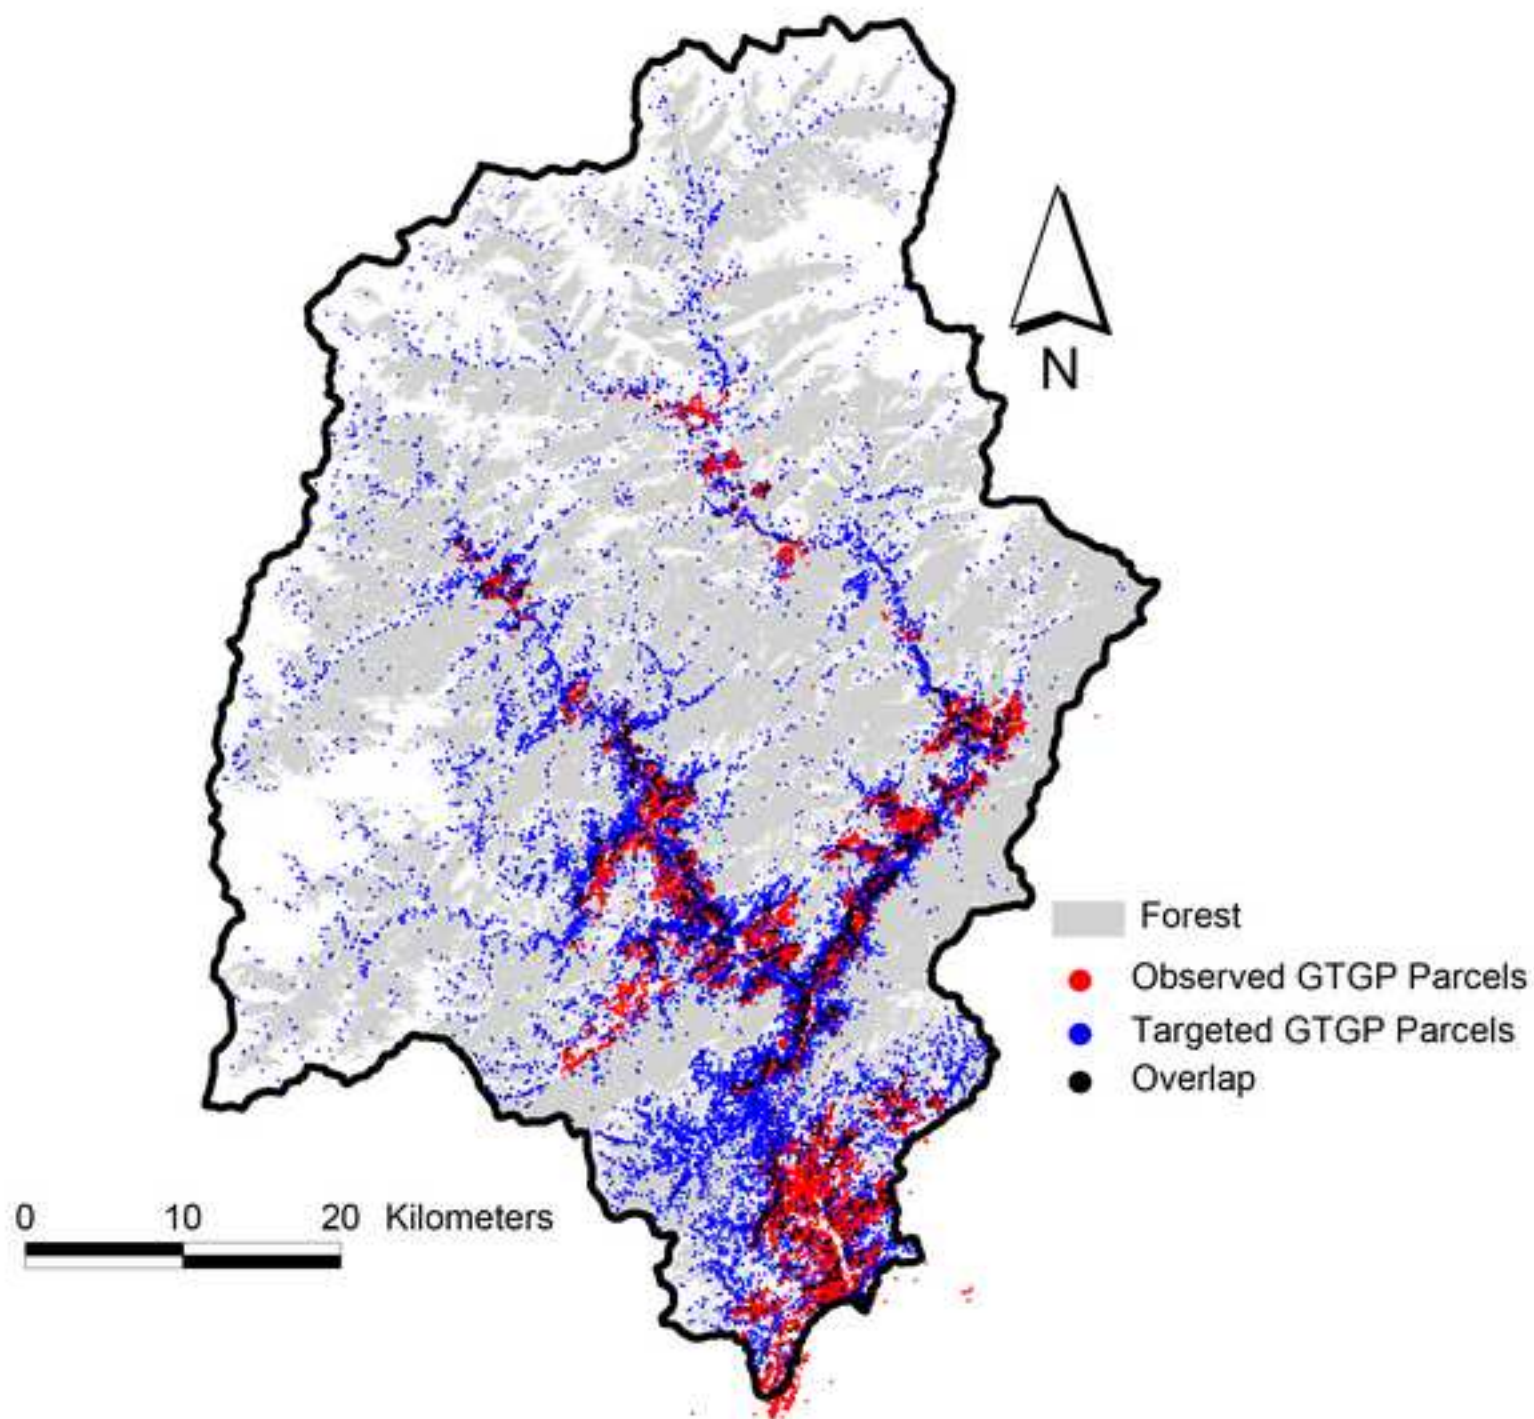 N
Forest
Observed GTGP Parcels
Targeted GTGP Parcels
Overlap
0 10 20 Kilometers